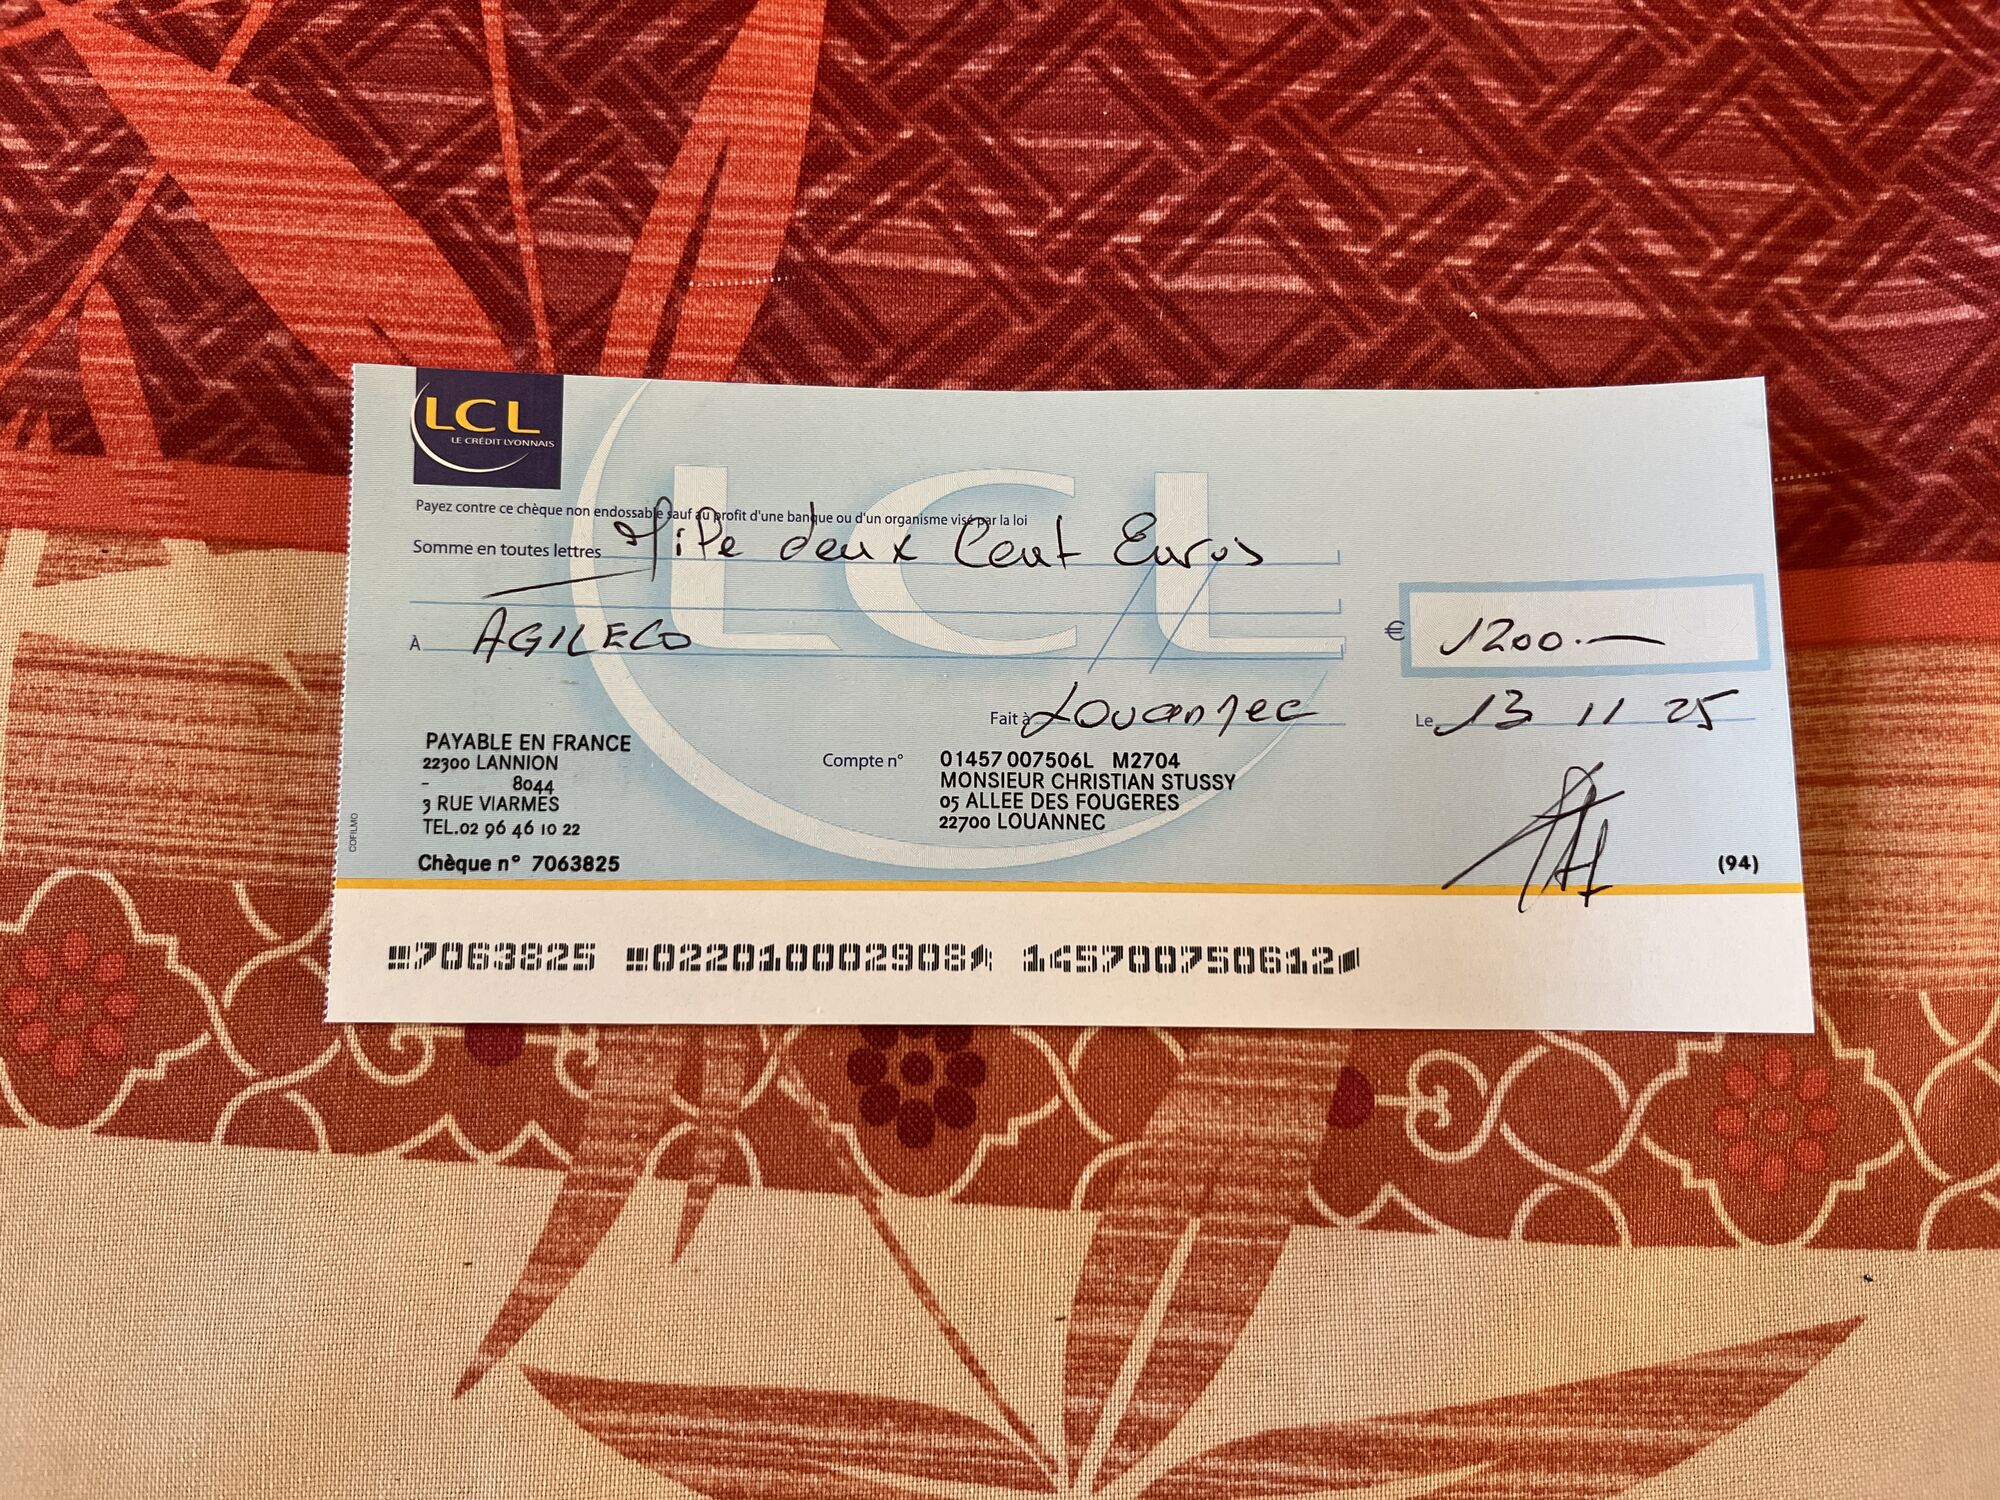 LCL
LE CRÉDIT LYONNAIS
LCL
Payez contre ce chèque non endossable sauf au profit d'une banque ou d'un organisme visé par la loi
Somme en toutes lettres Mille deux Cent Euros
À AGILECO
€ 1200.—
Fait à Louannec
Le 13 11 25
PAYABLE EN FRANCE
22300 LANNION
- 8044
3 RUE VIARMES
TEL.02 96 46 10 22
Chèque n° 7063825
Compte n° 01457 007506L M2704
MONSIEUR CHRISTIAN STUSSY
05 ALLEE DES FOUGERES
22700 LOUANNEC
(94)
COFILMO
7063825 022010002908 145700750612